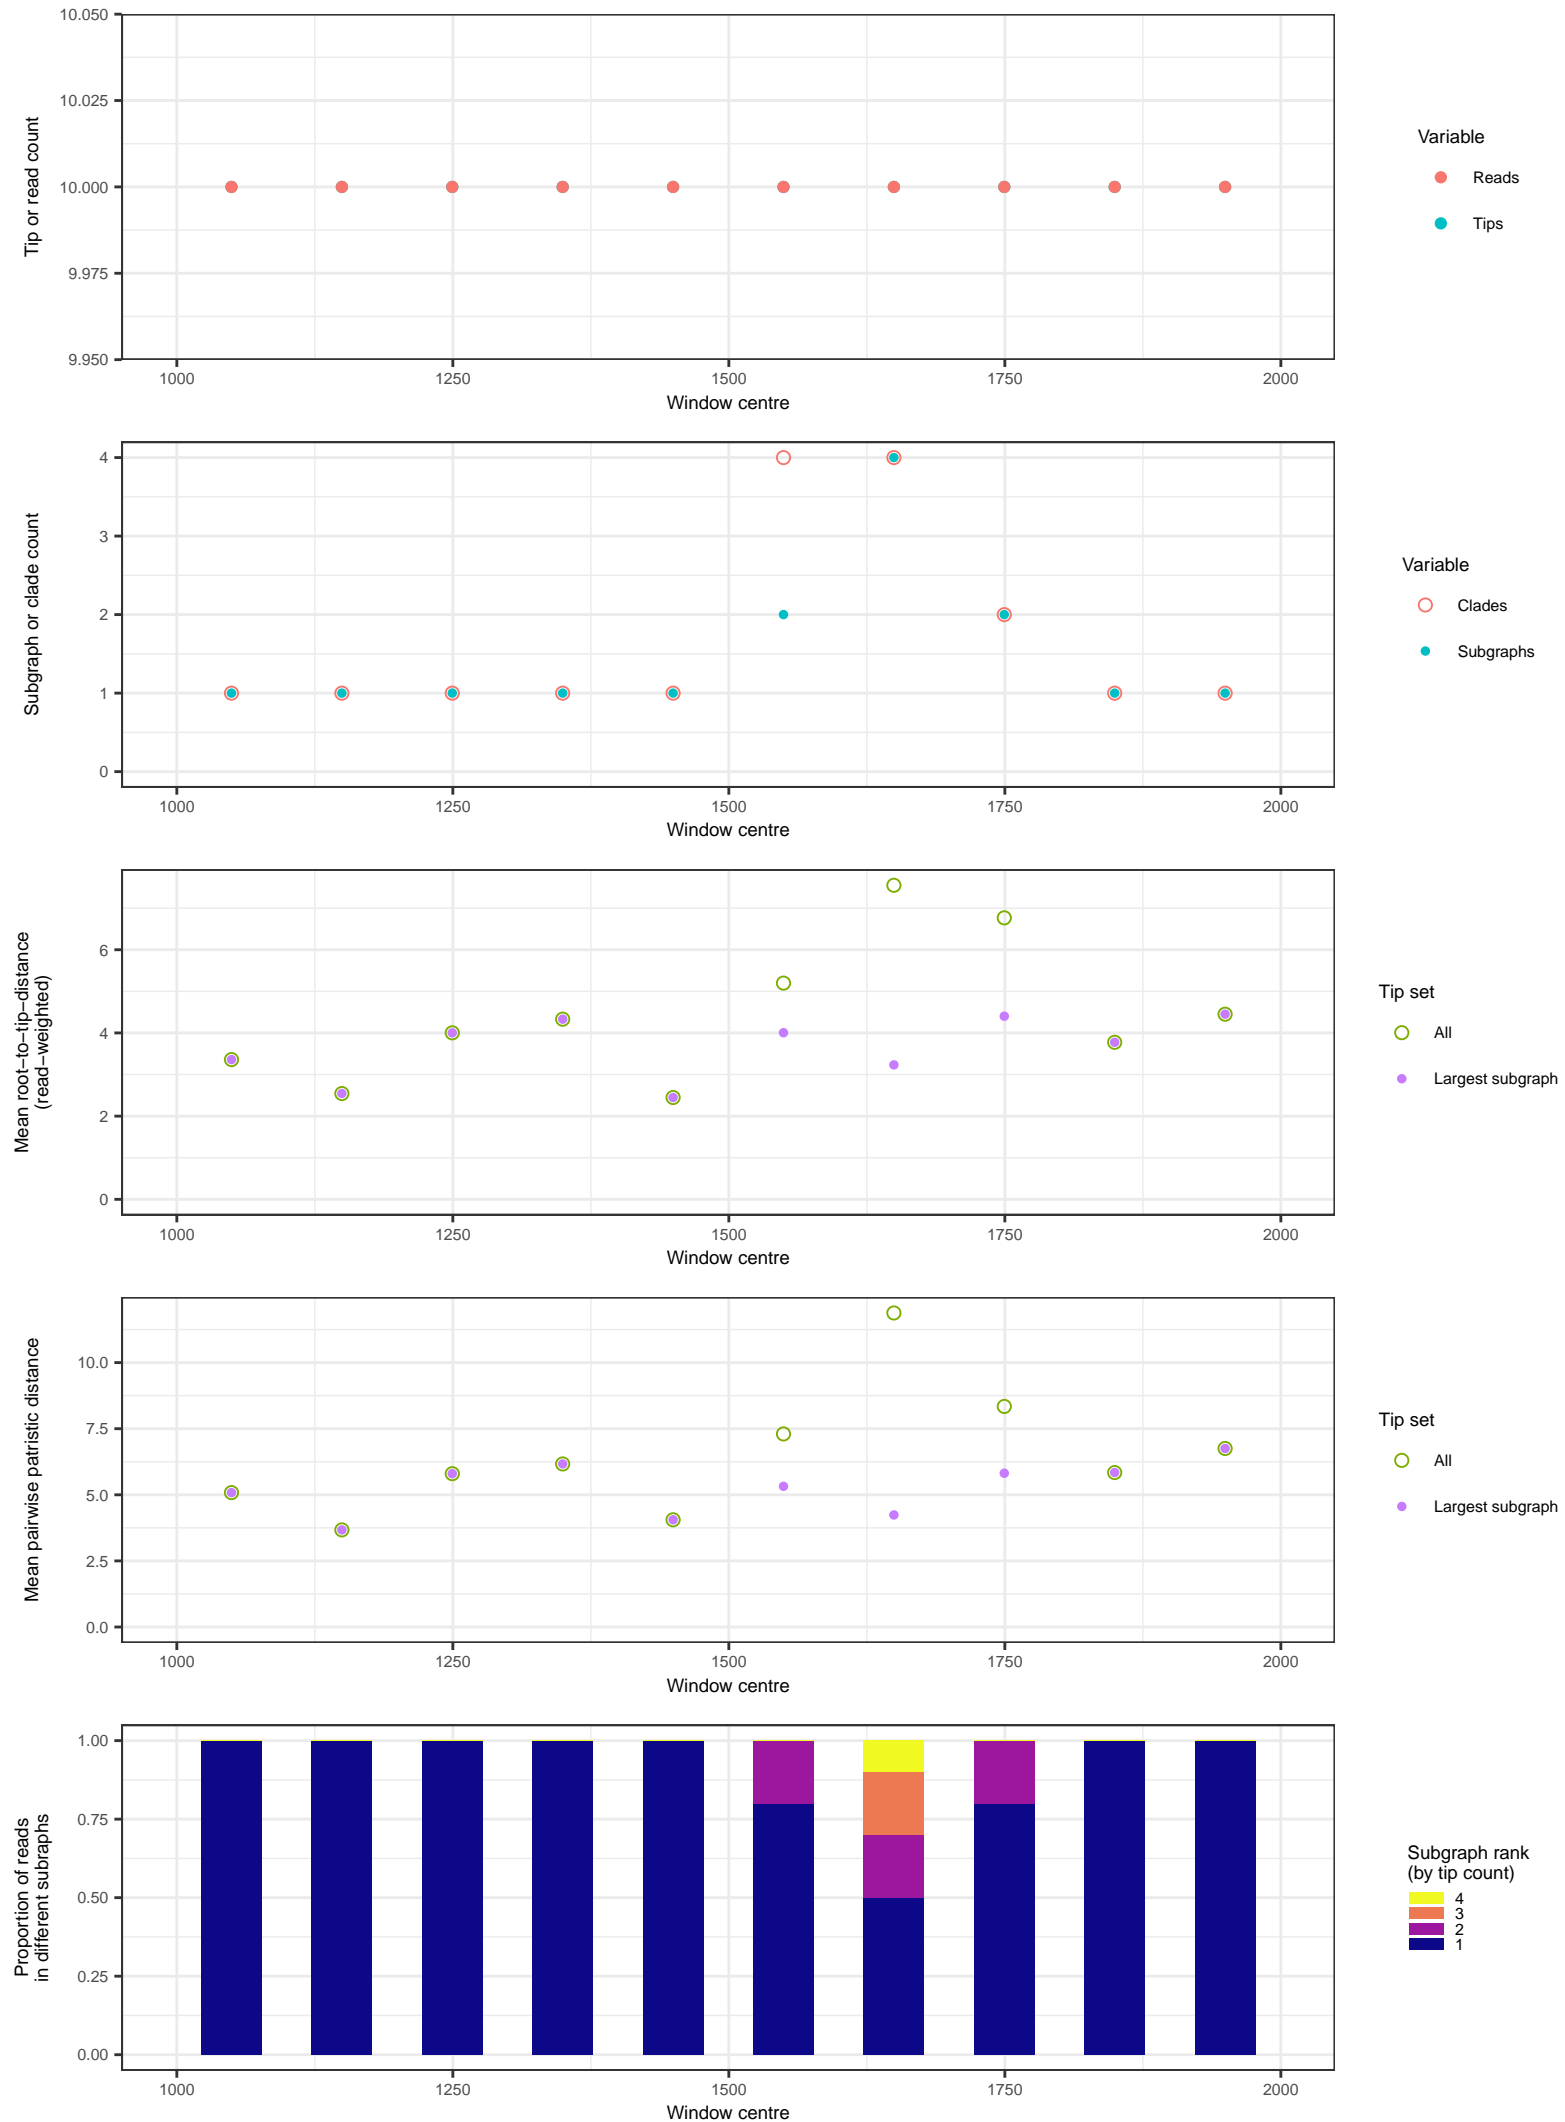 10.050
10.025
10.000
9.975
9.950
Tip or read count
1000 1250 1500 1750 2000
Window centre
Variable
Reads
Tips
4
3
2
1
0
Subgraph or clade count
1000 1250 1500 1750 2000
Window centre
Variable
Clades
Subgraphs
6
4
2
0
Mean root−to−tip−distance
(read−weighted)
1000 1250 1500 1750 2000
Window centre
Tip set
All
Largest subgraph
10.0
7.5
5.0
2.5
0.0
Mean pairwise patristic distance
1000 1250 1500 1750 2000
Window centre
Tip set
All
Largest subgraph
1.00
0.75
0.50
0.25
0.00
Proportion of reads
in different subraphs
1000 1250 1500 1750 2000
Window centre
Subgraph rank
(by tip count)
4
3
2
1